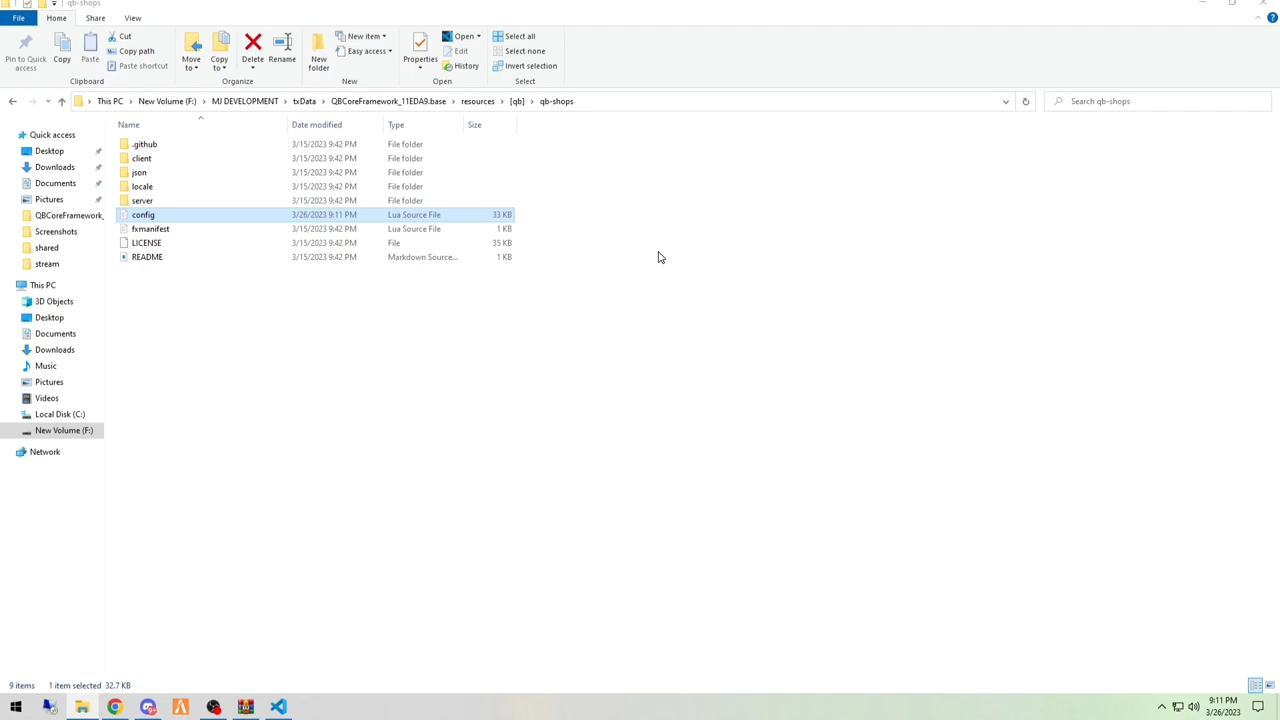 qb-shops
File Home Share View
Pin to Quick access
Copy
Paste
Cut
Copy path
Paste shortcut
Clipboard
Move to
Copy to
Delete
Rename
Organize
New folder
New item
Easy access
New
Properties
Open
Edit
History
Open
Select all
Select none
Invert selection
Select
This PC > New Volume (F:) > MJ DEVELOPMENT > txData > QBCoreFramework_11EDA9.base > resources > [qb] > qb-shops
Search qb-shops
Quick access
Desktop
Downloads
Documents
Pictures
QBCoreFramework_
Screenshots
shared
stream
This PC
3D Objects
Desktop
Documents
Downloads
Music
Pictures
Videos
Local Disk (C:)
New Volume (F:)
Network
Name Date modified Type Size
.github 3/15/2023 9:42 PM File folder
client 3/15/2023 9:42 PM File folder
json 3/15/2023 9:42 PM File folder
locale 3/15/2023 9:42 PM File folder
server 3/15/2023 9:42 PM File folder
config 3/26/2023 9:11 PM Lua Source File 33 KB
fxmanifest 3/15/2023 9:42 PM Lua Source File 1 KB
LICENSE 3/15/2023 9:42 PM File 35 KB
README 3/15/2023 9:42 PM Markdown Source... 1 KB
9 items 1 item selected 32.7 KB
9:11 PM
3/26/2023